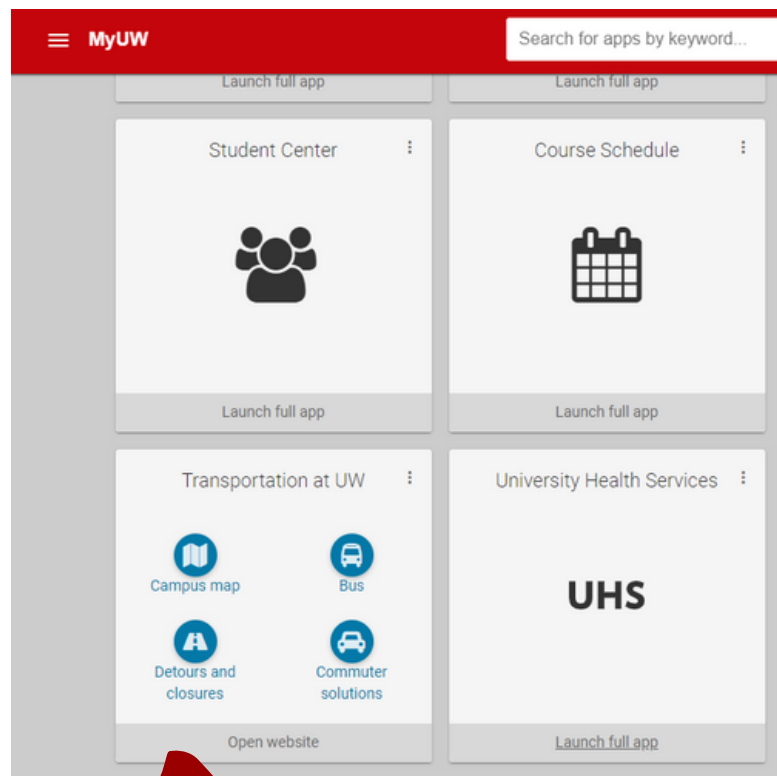 MyUW
Search for apps by keyword...
Launch full app
Launch full app
Student Center
Course Schedule
Launch full app
Launch full app
Transportation at UW
University Health Services
Campus map
Bus
UHS
Detours and
closures
Commuter
solutions
Open website
Launch full app